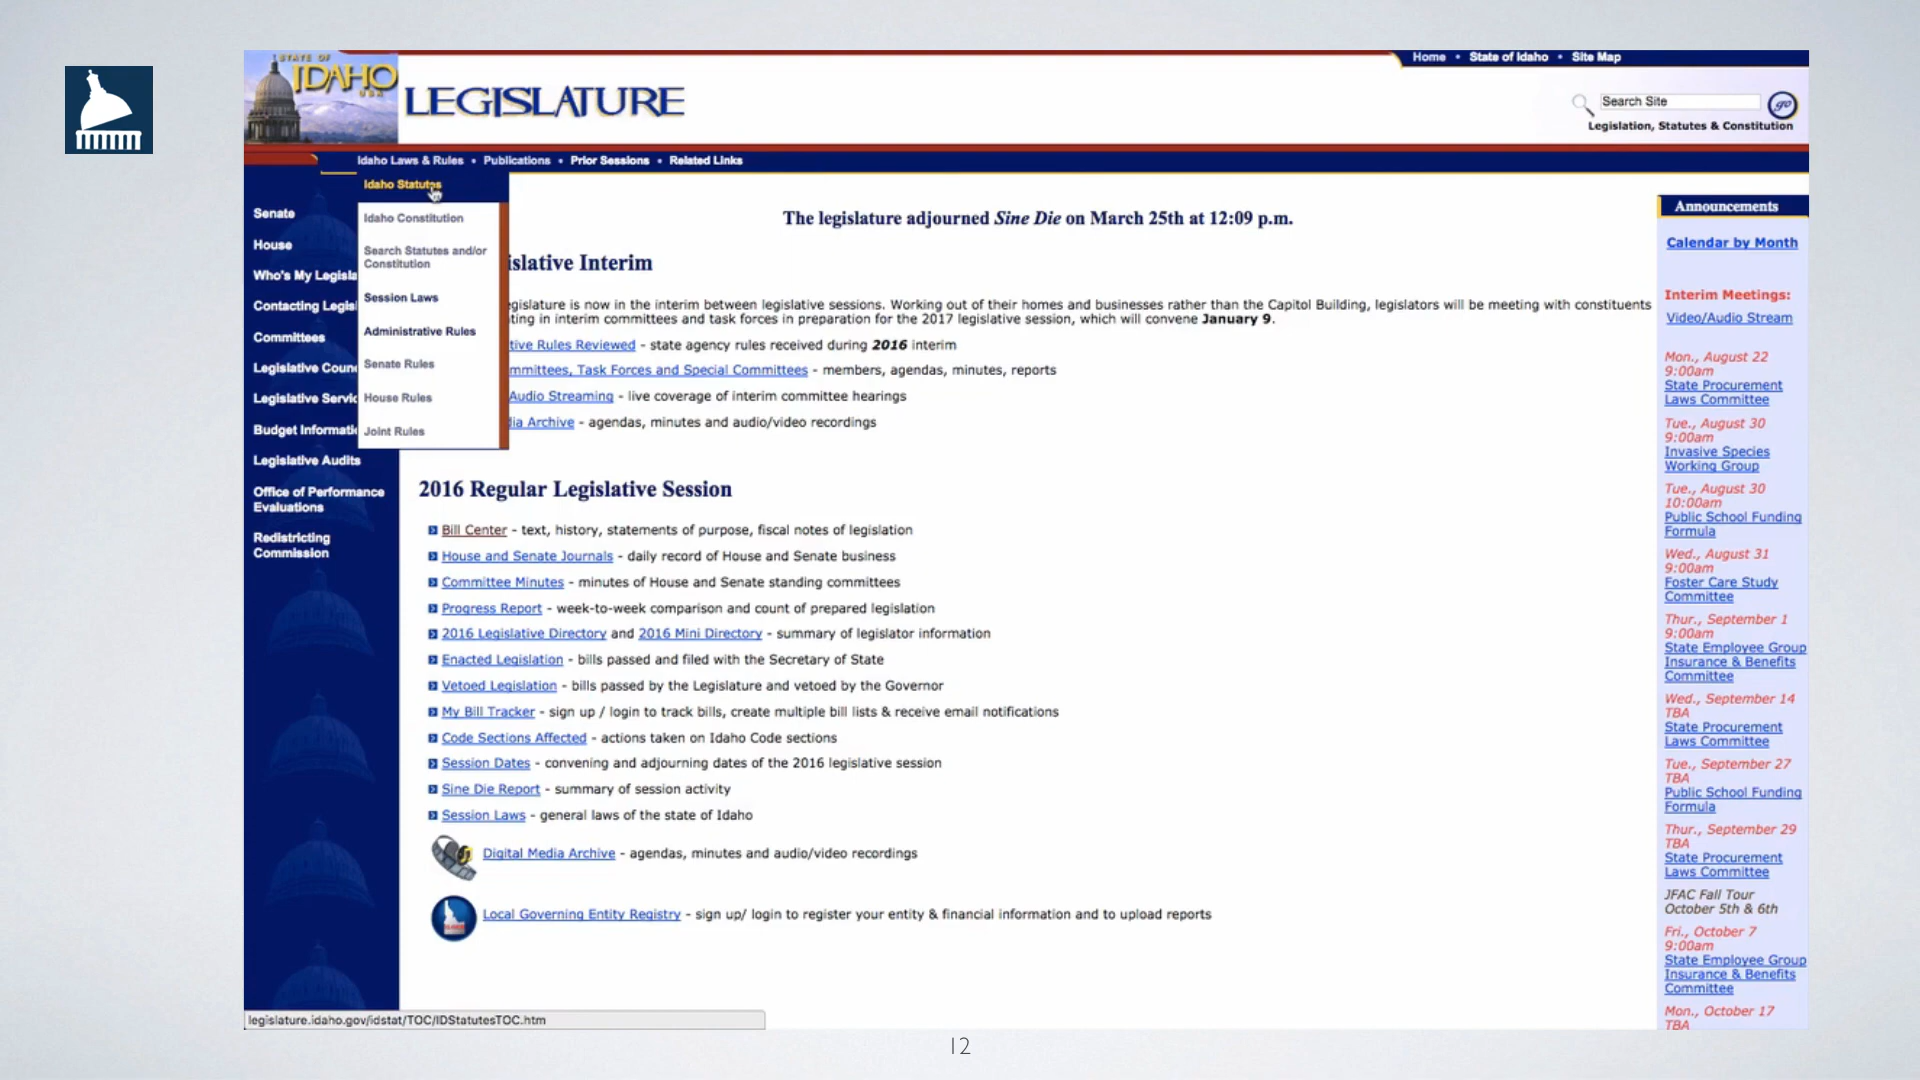 STATE OF
IDAHO
USA
LEGISLATURE
Home • State of Idaho • Site Map
Search Site
go
Legislation, Statutes & Constitution
Idaho Laws & Rules • Publications • Prior Sessions • Related Links
Idaho Statutes
Idaho Constitution
Search Statutes and/or
Constitution
Session Laws
Administrative Rules
Senate Rules
House Rules
Joint Rules
Senate
House
Who's My Legisla
Contacting Legis
Committees
Legislative Coun
Legislative Servic
Budget Informati
Legislative Audits
Office of Performance
Evaluations
Redistricting
Commission
The legislature adjourned Sine Die on March 25th at 12:09 p.m.
islative Interim
egislature is now in the interim between legislative sessions. Working out of their homes and businesses rather than the Capitol Building, legislators will be meeting with constituents
ting in interim committees and task forces in preparation for the 2017 legislative session, which will convene January 9.
tive Rules Reviewed - state agency rules received during 2016 interim
mmittees, Task Forces and Special Committees - members, agendas, minutes, reports
Audio Streaming - live coverage of interim committee hearings
dia Archive - agendas, minutes and audio/video recordings
2016 Regular Legislative Session
Bill Center - text, history, statements of purpose, fiscal notes of legislation
House and Senate Journals - daily record of House and Senate business
Committee Minutes - minutes of House and Senate standing committees
Progress Report - week-to-week comparison and count of prepared legislation
2016 Legislative Directory and 2016 Mini Directory - summary of legislator information
Enacted Legislation - bills passed and filed with the Secretary of State
Vetoed Legislation - bills passed by the Legislature and vetoed by the Governor
My Bill Tracker - sign up / login to track bills, create multiple bill lists & receive email notifications
Code Sections Affected - actions taken on Idaho Code sections
Session Dates - convening and adjourning dates of the 2016 legislative session
Sine Die Report - summary of session activity
Session Laws - general laws of the state of Idaho
Digital Media Archive - agendas, minutes and audio/video recordings
Local Governing Entity Registry - sign up/ login to register your entity & financial information and to upload reports
Announcements
Calendar by Month
Interim Meetings:
Video/Audio Stream
Mon., August 22
9:00am
State Procurement
Laws Committee
Tue., August 30
9:00am
Invasive Species
Working Group
Tue., August 30
10:00am
Public School Funding
Formula
Wed., August 31
9:00am
Foster Care Study
Committee
Thur., September 1
9:00am
State Employee Group
Insurance & Benefits
Committee
Wed., September 14
TBA
State Procurement
Laws Committee
Tue., September 27
TBA
Public School Funding
Formula
Thur., September 29
TBA
State Procurement
Laws Committee
JFAC Fall Tour
October 5th & 6th
Fri., October 7
9:00am
State Employee Group
Insurance & Benefits
Committee
Mon., October 17
TBA
legislature.idaho.gov/idstat/TOC/IDStatutesTOC.htm
12